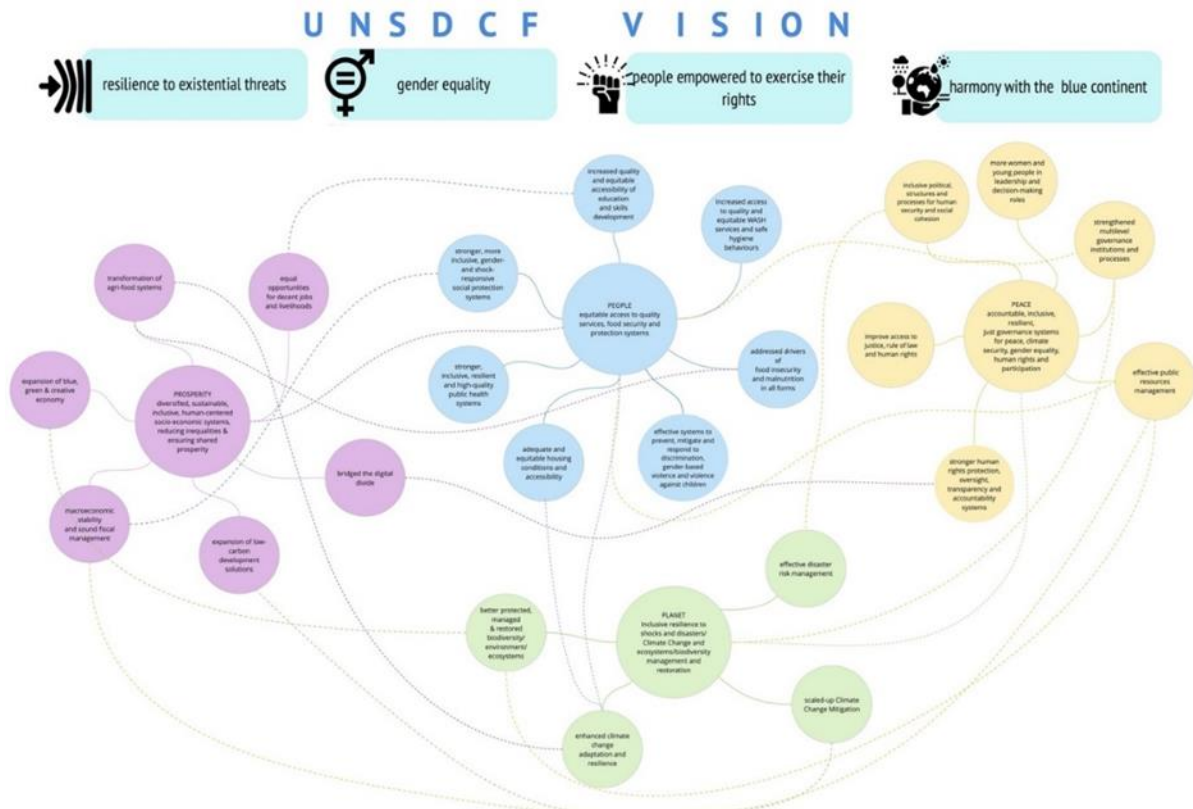 UNSDCF VISION
resilience to existential threats
gender equality
people empowered to exercise their
rights
harmony with the blue continent
increased quality
and equitable
accessibility of
education
and skills
development
increased access
to quality and
equitable WASH
services and safe
hygiene
behaviours
stronger, more
inclusive, gender-
and shock-
responsive
social protection
systems
PEOPLE
equitable access to quality
services, food security and
protection systems
stronger,
inclusive, resilient
and high-quality
public health
systems
addressed drivers
of
food insecurity
and malnutrition
in all forms
adequate and
equitable housing
conditions and
accessibility
effective systems to
prevent, mitigate and
respond to
discrimination,
gender-based
violence and violence
against children
transformation of
agri-food systems
equal
opportunities
for decent jobs
and livelihoods
expansion of blue,
green & creative
economy
PROSPERITY
diversified, sustainable,
inclusive, human-centered
socio-economic systems,
reducing inequalities &
ensuring shared
prosperity
bridged the digital
divide
macroeconomic
stability
and sound fiscal
management
expansion of low-
carbon
development
solutions
inclusive political,
structures and
processes for human
security and social
cohesion
more women and
young people in
leadership and
decision-making
roles
strengthened
multilevel
governance
institutions and
processes
PEACE
accountable, inclusive,
resilient,
just governance systems
for peace, climate
security, gender equality,
human rights and
participation
improve access to
justice, rule of law
and human rights
effective public
resources
management
stronger human
rights protection,
oversight,
transparency and
accountability
systems
effective disaster
risk management
better protected,
managed
& restored
biodiversity/
environment/
ecosystems
PLANET
Inclusive resilience to
shocks and disasters/
Climate Change and
ecosystems/biodiversity
management and
restoration
scaled-up Climate
Change Mitigation
enhanced climate
change
adaptation and
resilience